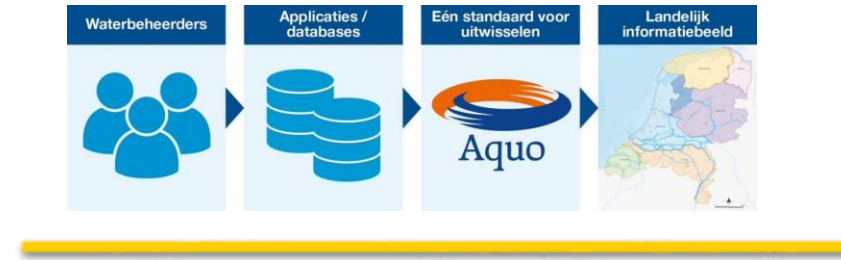 Waterbeheerders
Applicaties /
databases
Eén standaard voor
uitwisselen
Landelijk
informatiebeeld
Aquo